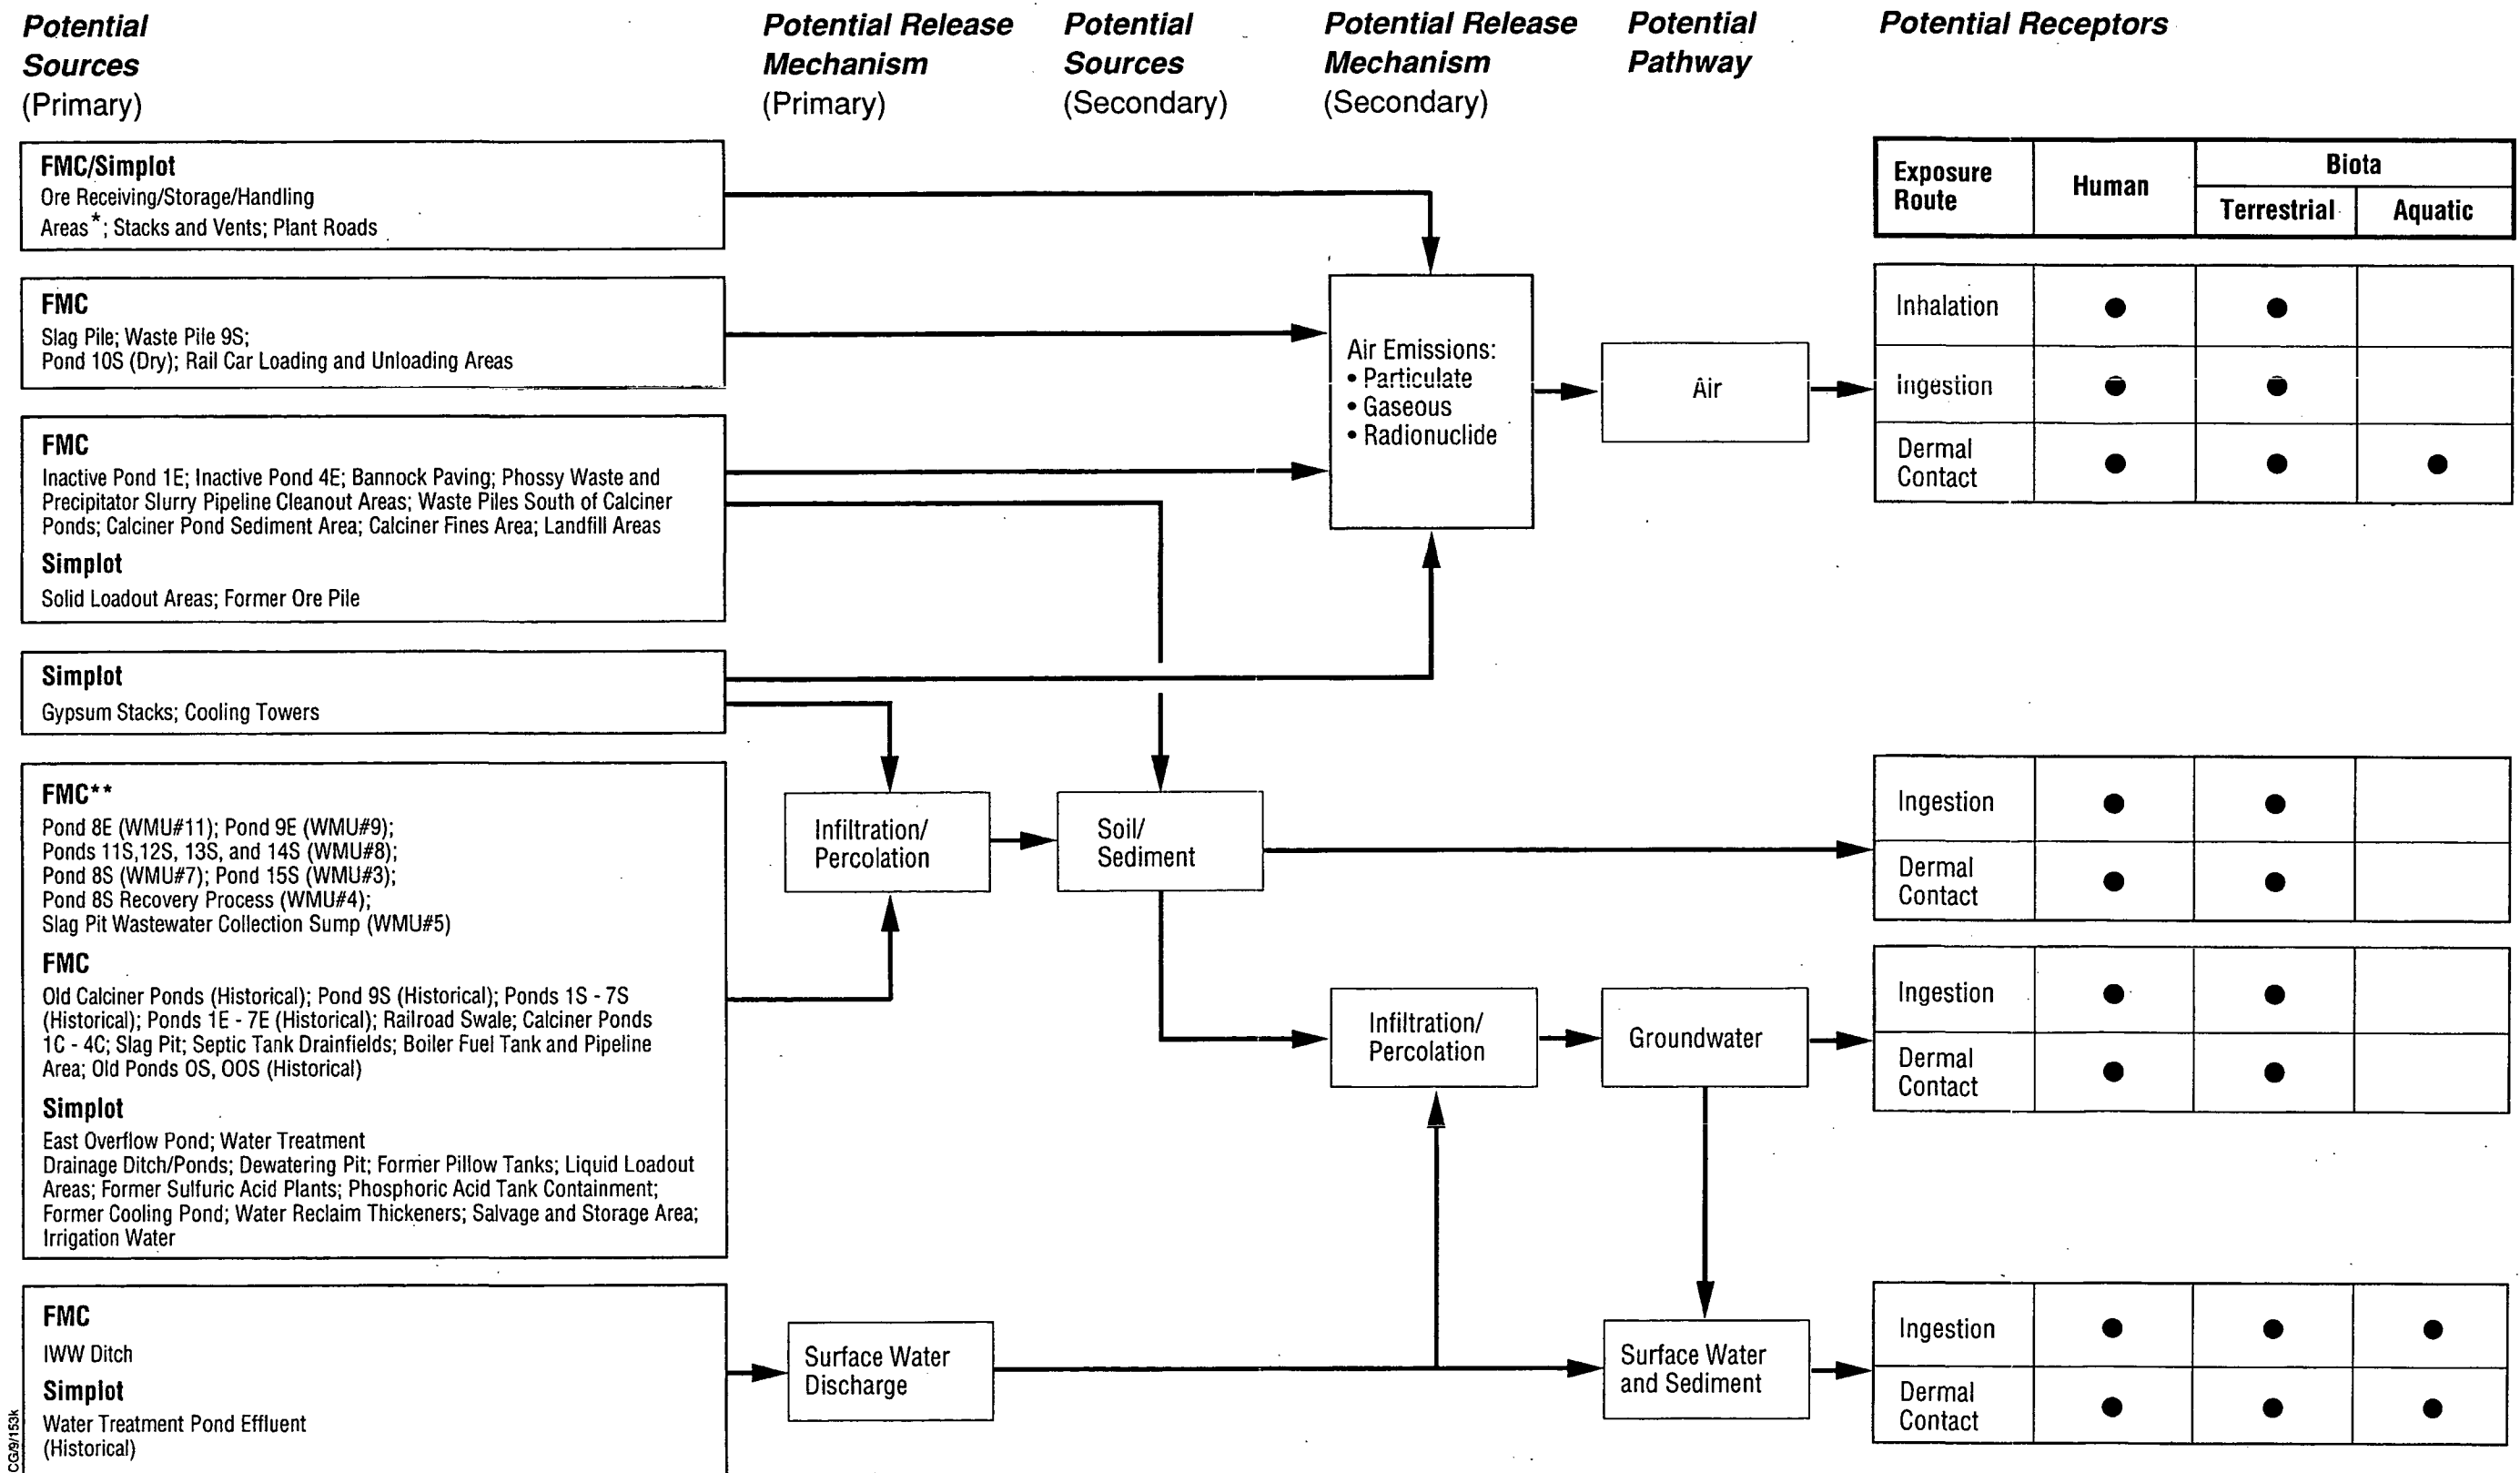 Potential
Sources
(Primary)
Potential Release
Mechanism
(Primary)
Potential
Sources
(Secondary)
Potential Release
Mechanism
(Secondary)
Potential
Pathway
Potential Receptors
FMC/Simplot
Ore Receiving/Storage/Handling
Areas*; Stacks and Vents; Plant Roads
FMC
Slag Pile; Waste Pile 9S;
Pond 10S (Dry); Rail Car Loading and Unloading Areas
FMC
Inactive Pond 1E; Inactive Pond 4E; Bannock Paving; Phossy Waste and
Precipitator Slurry Pipeline Cleanout Areas; Waste Piles South of Calciner
Ponds; Calciner Pond Sediment Area; Calciner Fines Area; Landfill Areas
Simplot
Solid Loadout Areas; Former Ore Pile
Simplot
Gypsum Stacks; Cooling Towers
FMC**
Pond 8E (WMU#11); Pond 9E (WMU#9);
Ponds 11S,12S, 13S, and 14S (WMU#8);
Pond 8S (WMU#7); Pond 15S (WMU#3);
Pond 8S Recovery Process (WMU#4);
Slag Pit Wastewater Collection Sump (WMU#5)
FMC
Old Calciner Ponds (Historical); Pond 9S (Historical); Ponds 1S - 7S
(Historical); Ponds 1E - 7E (Historical); Railroad Swale; Calciner Ponds
1C - 4C; Slag Pit; Septic Tank Drainfields; Boiler Fuel Tank and Pipeline
Area; Old Ponds OS, OOS (Historical)
Simplot
East Overflow Pond; Water Treatment
Drainage Ditch/Ponds; Dewatering Pit; Former Pillow Tanks; Liquid Loadout
Areas; Former Sulfuric Acid Plants; Phosphoric Acid Tank Containment;
Former Cooling Pond; Water Reclaim Thickeners; Salvage and Storage Area;
Irrigation Water
FMC
IWW Ditch
Simplot
Water Treatment Pond Effluent
(Historical)
Infiltration/
Percolation
Surface Water
Discharge
Soil/
Sediment
Air Emissions:
• Particulate
• Gaseous
• Radionuclide
Infiltration/
Percolation
Air
Groundwater
Surface Water
and Sediment
Exposure
Route
Human
Biota
Terrestrial
Aquatic
Inhalation
Ingestion
Dermal
Contact
Ingestion
Dermal
Contact
Ingestion
Dermal
Contact
Ingestion
Dermal
Contact
CG/9/153k